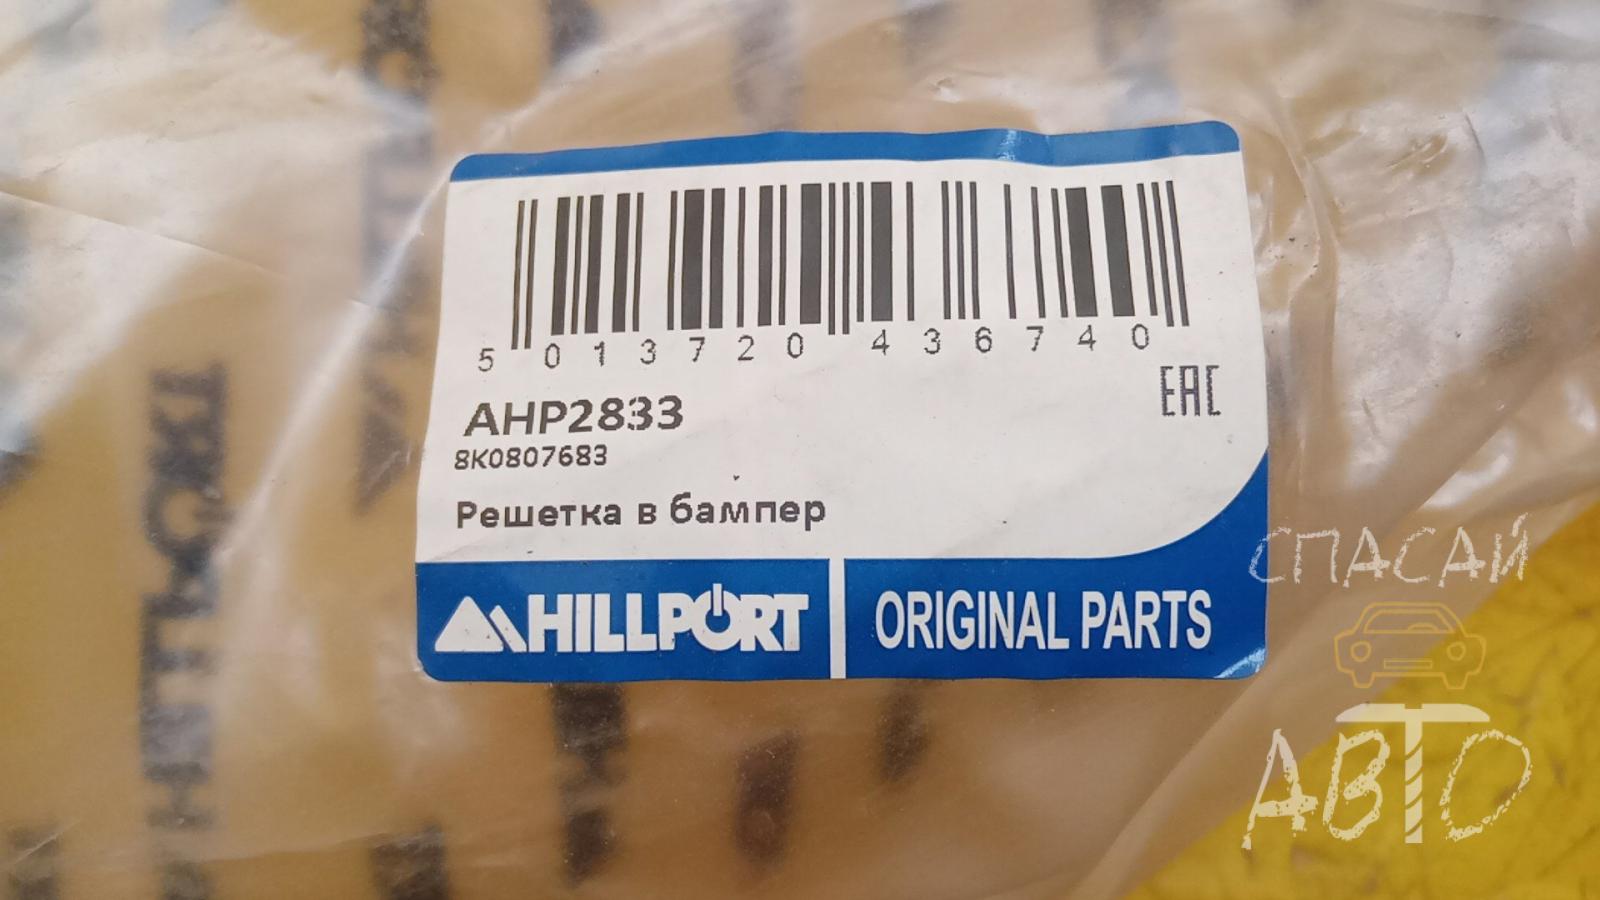 5 013720 436740
EAC
AHP2833
8K0807683
Решетка в бампер
HILLPORT
ORIGINAL PARTS
СПАСАЙ
АВТО